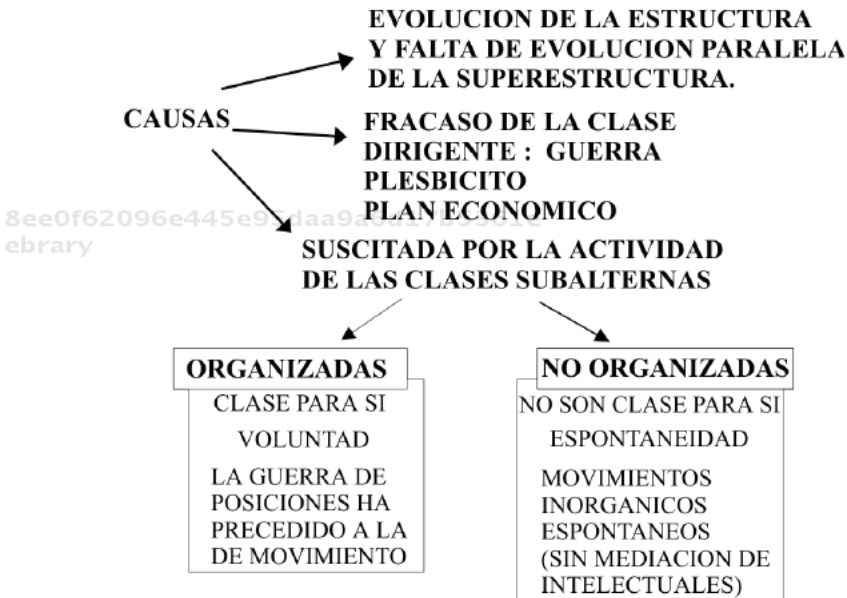 EVOLUCION DE LA ESTRUCTURA
Y FALTA DE EVOLUCION PARALELA
DE LA SUPERESTRUCTURA.
CAUSAS
FRACASO DE LA CLASE
DIRIGENTE : GUERRA
PLESBICITO
PLAN ECONOMICO
ebrary
SUSCITADA POR LA ACTIVIDAD
DE LAS CLASES SUBALTERNAS
ORGANIZADAS
CLASE PARA SI
VOLUNTAD
LA GUERRA DE
POSICIONES HA
PRECEDIDO A LA
DE MOVIMIENTO
NO ORGANIZADAS
NO SON CLASE PARA SI
ESPONTANEIDAD
MOVIMIENTOS
INORGANICOS
ESPONTANEOS
(SIN MEDIACION DE
INTELECTUALES)